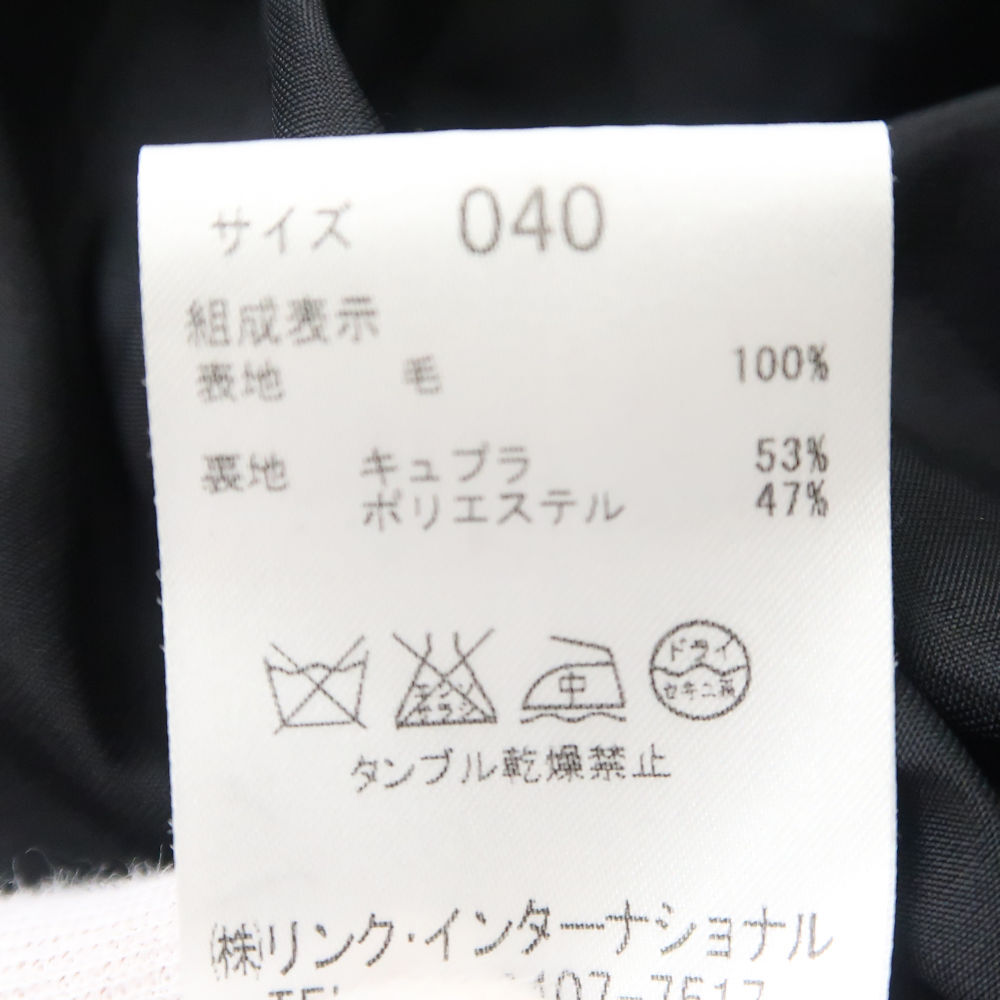 サイズ 040
組成表示
表地 毛 100%
裏地 キュプラ 53%
ポリエステル 47%
中
ドライ
セキユ系
タンブル乾燥禁止
(株)リンク・インターナショナル